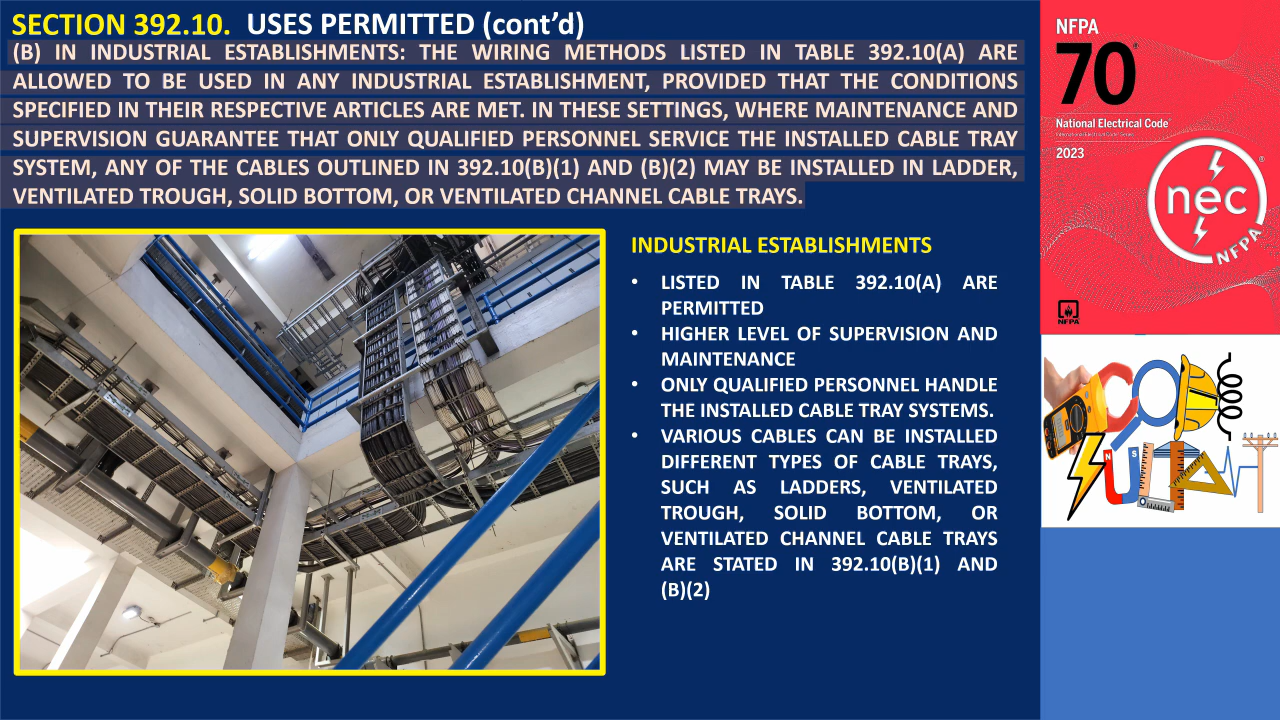 SECTION 392.10. USES PERMITTED (cont’d)
(B) IN INDUSTRIAL ESTABLISHMENTS: THE WIRING METHODS LISTED IN TABLE 392.10(A) ARE
ALLOWED TO BE USED IN ANY INDUSTRIAL ESTABLISHMENT, PROVIDED THAT THE CONDITIONS
SPECIFIED IN THEIR RESPECTIVE ARTICLES ARE MET. IN THESE SETTINGS, WHERE MAINTENANCE AND
SUPERVISION GUARANTEE THAT ONLY QUALIFIED PERSONNEL SERVICE THE INSTALLED CABLE TRAY
SYSTEM, ANY OF THE CABLES OUTLINED IN 392.10(B)(1) AND (B)(2) MAY BE INSTALLED IN LADDER,
VENTILATED TROUGH, SOLID BOTTOM, OR VENTILATED CHANNEL CABLE TRAYS.
INDUSTRIAL ESTABLISHMENTS
• LISTED IN TABLE 392.10(A) ARE
PERMITTED
• HIGHER LEVEL OF SUPERVISION AND
MAINTENANCE
• ONLY QUALIFIED PERSONNEL HANDLE
THE INSTALLED CABLE TRAY SYSTEMS.
• VARIOUS CABLES CAN BE INSTALLED
DIFFERENT TYPES OF CABLE TRAYS,
SUCH AS LADDERS, VENTILATED
TROUGH, SOLID BOTTOM, OR
VENTILATED CHANNEL CABLE TRAYS
ARE STATED IN 392.10(B)(1) AND
(B)(2)
NFPA
70®
National Electrical Code®
International Electrical Code® Series
2023
nec®
NFPA
NFPA
N
S